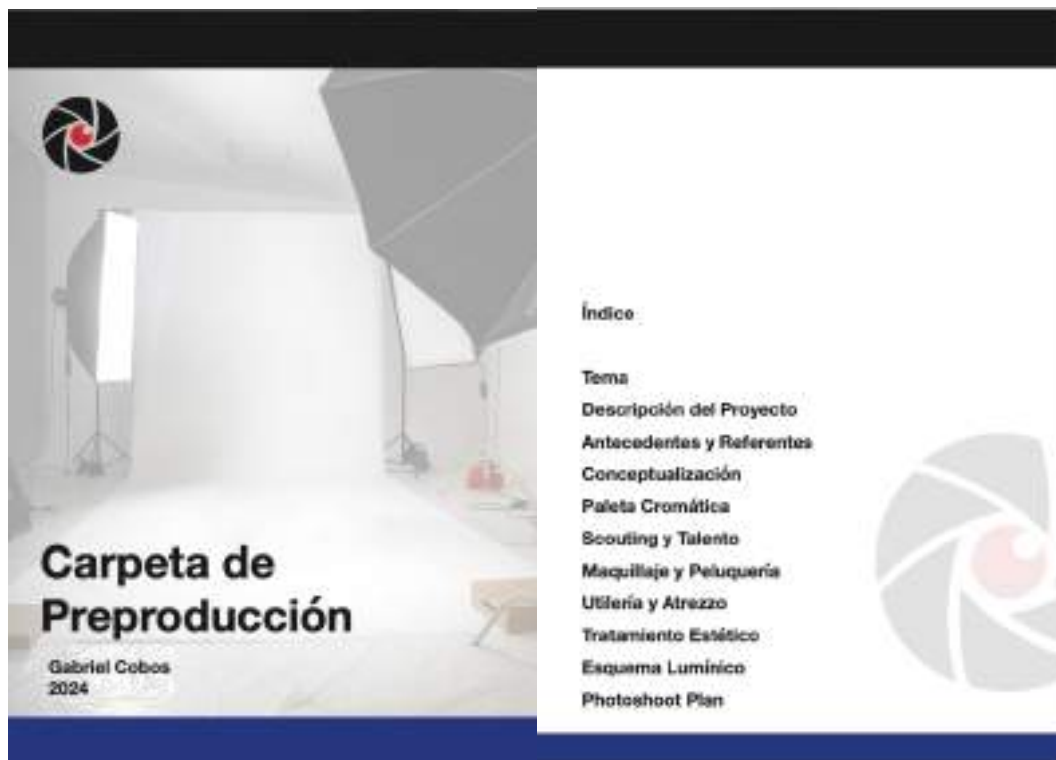 Carpeta de
Preproducción
Gabriel Cobos
2024
Índice
Tema
Descripción del Proyecto
Antecedentes y Referentes
Conceptualización
Paleta Cromática
Scouting y Talento
Maquillaje y Peluquería
Utilería y Atrezzo
Tratamiento Estético
Esquema Lumínico
Photoshoot Plan